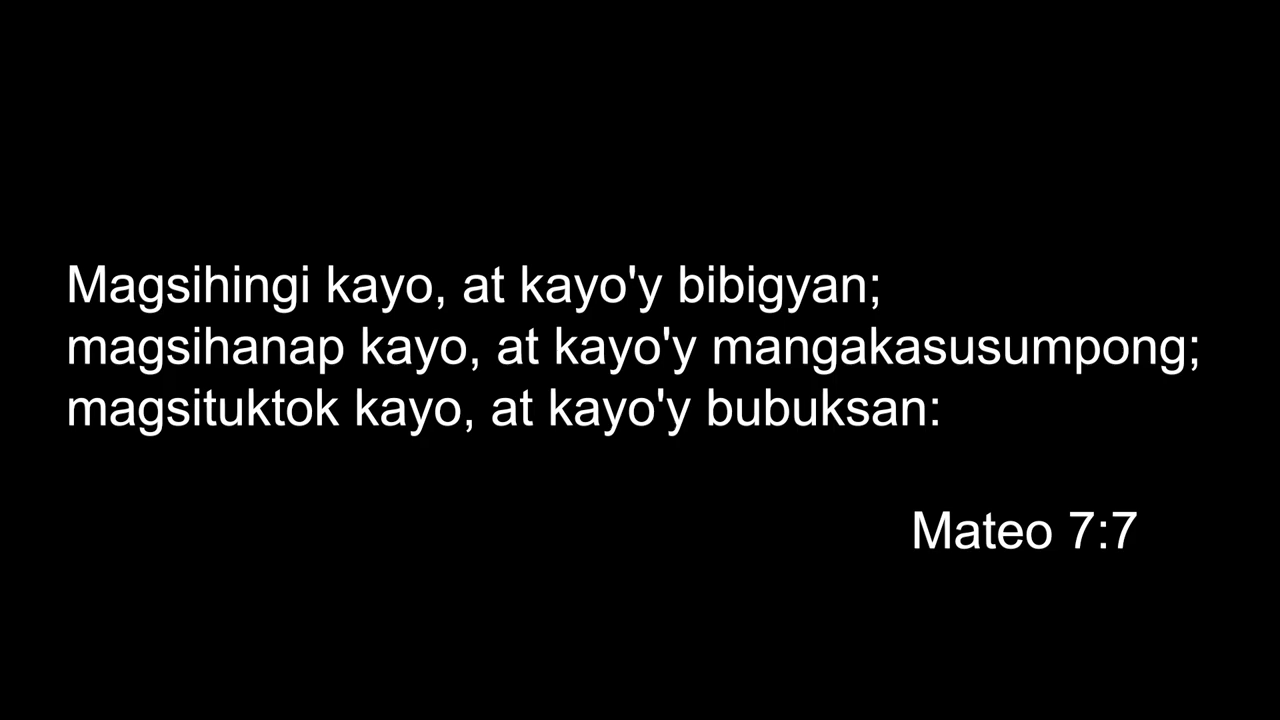 Magsihingi kayo, at kayo'y bibigyan;
magsihanap kayo, at kayo'y mangakasusumpong;
magsituktok kayo, at kayo'y bubuksan:
Mateo 7:7